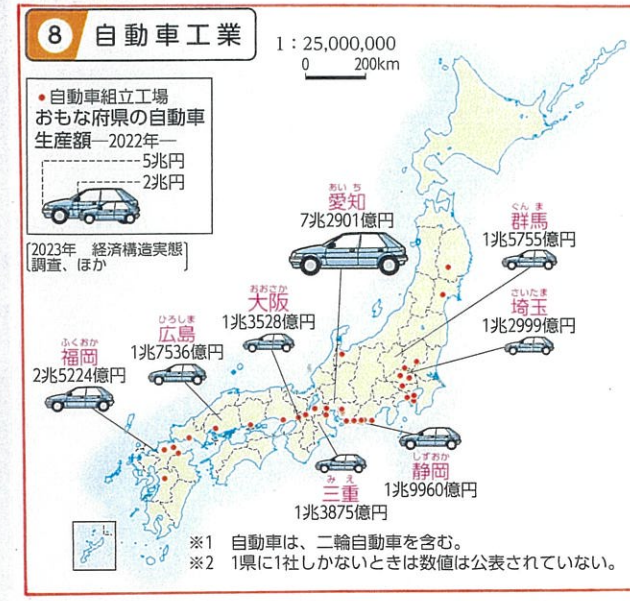 8 自動車工業
1：25,000,000
0 200km
●自動車組立工場
おもな府県の自動車
生産額―2022年―
5兆円
2兆円
〔2023年 経済構造実態
調査、ほか〕
あいち
愛知
7兆2901億円
ぐんま
群馬
1兆5755億円
さいたま
埼玉
1兆2999億円
おおさか
大阪
1兆3528億円
ひろしま
広島
1兆7536億円
ふくおか
福岡
2兆5224億円
しずおか
静岡
1兆9960億円
みえ
三重
1兆3875億円
※1 自動車は、二輪自動車を含む。
※2 1県に1社しかないときは数値は公表されていない。